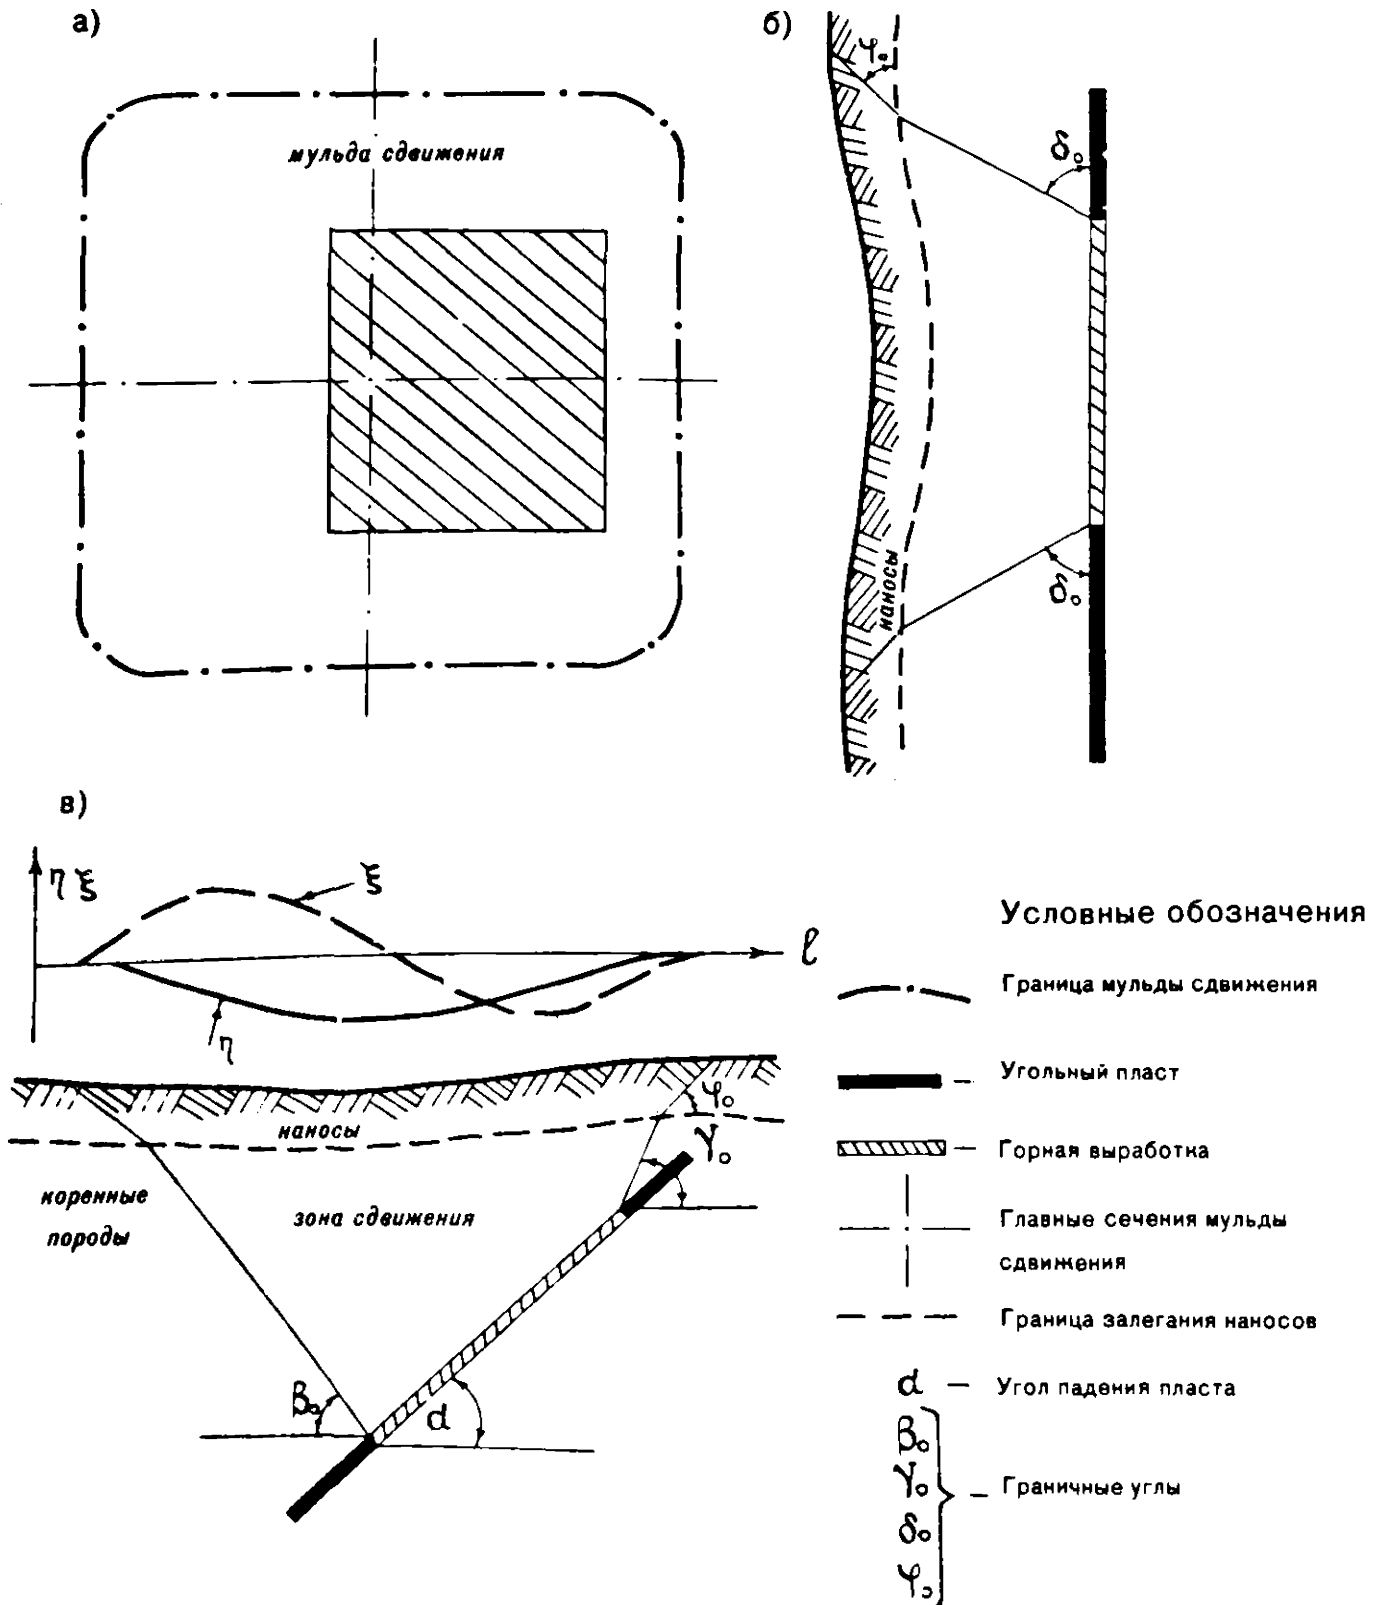 а)
мульда сдвижения
б)
φ₀
δ₀
наносы
δ₀
в)
η ξ
ξ
l
η
наносы
φ₀
γ₀
коренные
породы
зона сдвижения
β₀
α
Условные обозначения
Граница мульды сдвижения
– Угольный пласт
– Горная выработка
Главные сечения мульды
сдвижения
Граница залегания наносов
α – Угол падения пласта
β₀
γ₀
– Граничные углы
δ₀
φ₀